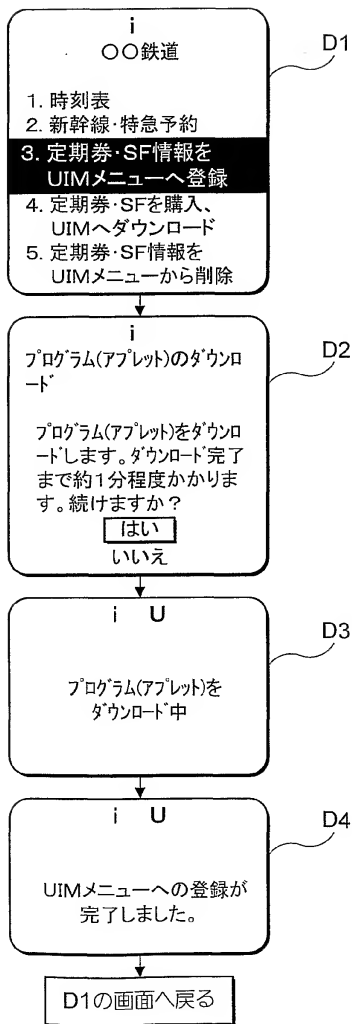 i
○○鉄道
D1
1. 時刻表
2. 新幹線・特急予約
3. 定期券・SF情報を
UIMメニューへ登録
4. 定期券・SFを購入、
UIMへダウンロード
5. 定期券・SF情報を
UIMメニューから削除
i
D2
プログラム(アプレット)のダウンロ
ード
プログラム(アプレット)をダウンロ
ードします。ダウンロード完了
まで約1分程度かかりま
す。続けますか?
はい
いいえ
i U
D3
プログラム(アプレット)を
ダウンロード中
i U
D4
UIMメニューへの登録が
完了しました。
D1の画面へ戻る